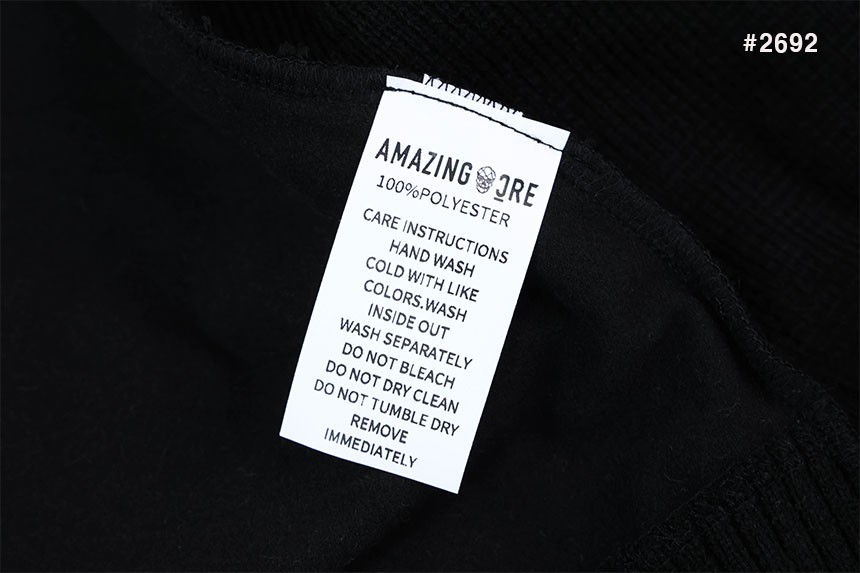 #2692
AMAZING ORE
100%POLYESTER
CARE INSTRUCTIONS
HAND WASH
COLD WITH LIKE
COLORS.WASH
INSIDE OUT
WASH SEPARATELY
DO NOT BLEACH
DO NOT DRY CLEAN
DO NOT TUMBLE DRY
REMOVE
IMMEDIATELY